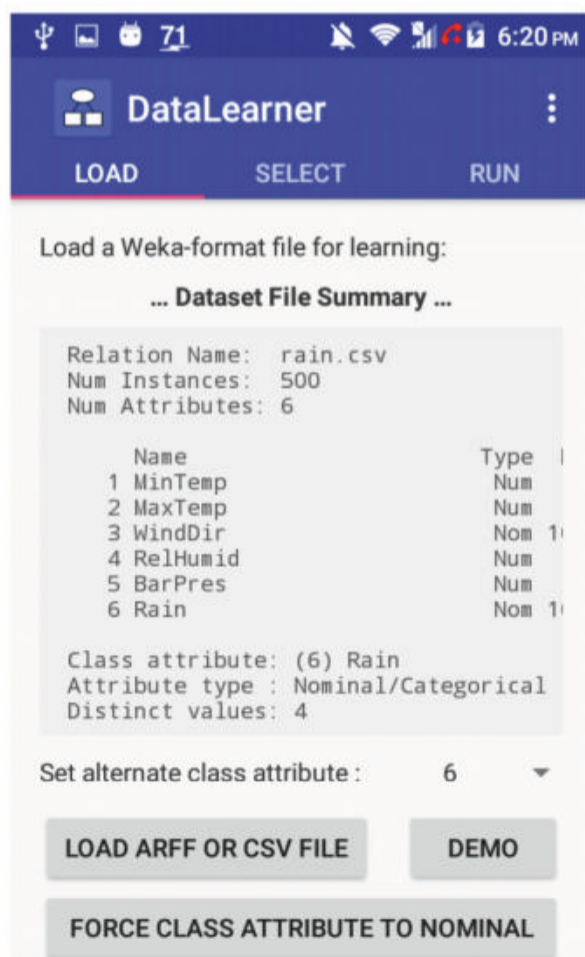 71 6:20 PM
DataLearner
LOAD SELECT RUN
Load a Weka-format file for learning:
... Dataset File Summary ...
Relation Name: rain.csv
Num Instances: 500
Num Attributes: 6
Name Type
1 MinTemp Num
2 MaxTemp Num
3 WindDir Nom
4 RelHumid Num
5 BarPres Num
6 Rain Nom
Class attribute: (6) Rain
Attribute type : Nominal/Categorical
Distinct values: 4
Set alternate class attribute : 6
LOAD ARFF OR CSV FILE DEMO
FORCE CLASS ATTRIBUTE TO NOMINAL